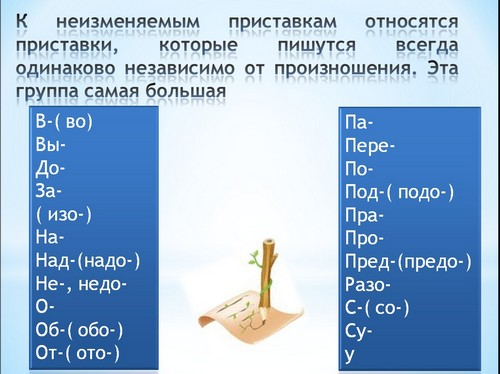 К неизменяемым приставкам относятся
приставки, которые пишутся всегда
одинаково независимо от произношения. Эта
группа самая большая
В-( во)
Вы-
До-
За-
( изо-)
На-
Над-(надо-)
Не-, недо-
О-
Об-( обо-)
От-( ото-)
Па-
Пере-
По-
Под-( подо-)
Пра-
Про-
Пред-(предо-)
Разо-
С-( со-)
Су-
у